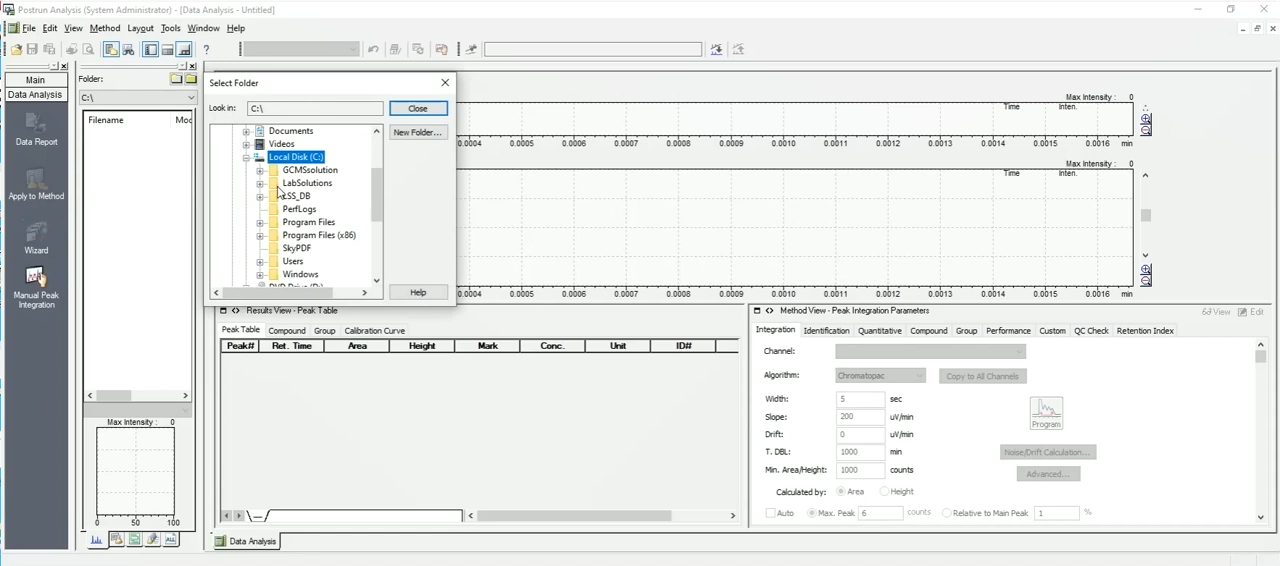 Postrun Analysis (System Administrator) - [Data Analysis - Untitled]
File Edit View Method Layout Tools Window Help
Main
Data Analysis
Data Report
Apply to Method
Wizard
Manual Peak
Integration
Folder:
C:\
Filename
Max Intensity : 0
0 50 100
Select Folder
Look in: C:\ Close
New Folder...
Documents
Videos
Local Disk (C:)
GCMSsolution
LabSolutions
PerfLogs
Program Files
Program Files (x86)
SkyPDF
Users
Windows
Help
Max Intensity : 0
Time Inten.
0.0004 0.0005 0.0006 0.0007 0.0008 0.0009 0.0010 0.0011 0.0012 0.0013 0.0014 0.0015 0.0016 min
Max Intensity : 0
Time Inten.
0.0004 0.0005 0.0006 0.0007 0.0008 0.0009 0.0010 0.0011 0.0012 0.0013 0.0014 0.0015 0.0016 min
Results View - Peak Table
Peak Table Compound Group Calibration Curve
Peak# Ret. Time Area Height Mark Conc. Unit ID#
Data Analysis
Method View - Peak Integration Parameters View Edit
Integration Identification Quantitative Compound Group Performance Custom QC Check Retention Index
Channel:
Algorithm: Chromatopac Copy to All Channels
Width: 5 sec
Slope: 200 uV/min
Drift: 0 uV/min
T. DBL: 1000 min
Min. Area/Height: 1000 counts
Program
Noise/Drift Calculation...
Advanced...
Calculated by: Area Height
Auto Max. Peak 6 counts Relative to Main Peak 1 %